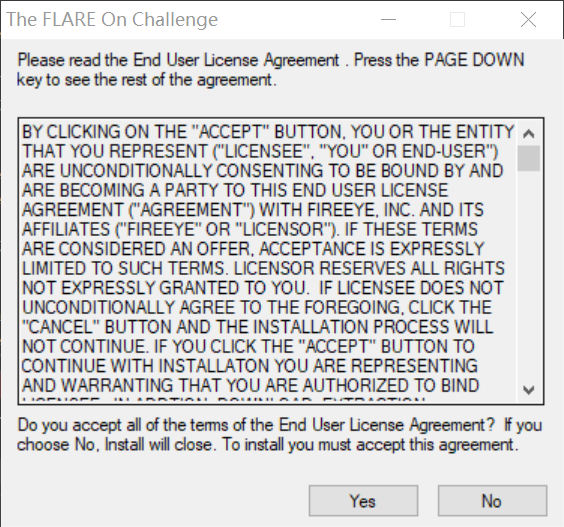 The FLARE On Challenge
Please read the End User License Agreement . Press the PAGE DOWN
key to see the rest of the agreement.
BY CLICKING ON THE "ACCEPT" BUTTON, YOU OR THE ENTITY
THAT YOU REPRESENT ("LICENSEE", "YOU" OR END-USER")
ARE UNCONDITIONALLY CONSENTING TO BE BOUND BY AND
ARE BECOMING A PARTY TO THIS END USER LICENSE
AGREEMENT ("AGREEMENT") WITH FIREEYE, INC. AND ITS
AFFILIATES ("FIREEYE" OR "LICENSOR"). IF THESE TERMS
ARE CONSIDERED AN OFFER, ACCEPTANCE IS EXPRESSLY
LIMITED TO SUCH TERMS. LICENSOR RESERVES ALL RIGHTS
NOT EXPRESSLY GRANTED TO YOU.  IF LICENSEE DOES NOT
UNCONDITIONALLY AGREE TO THE FOREGOING, CLICK THE
"CANCEL" BUTTON AND THE INSTALLATION PROCESS WILL
NOT CONTINUE. IF YOU CLICK THE "ACCEPT" BUTTON TO
CONTINUE WITH INSTALLATON YOU ARE REPRESENTING
AND WARRANTING THAT YOU ARE AUTHORIZED TO BIND
Do you accept all of the terms of the End User License Agreement?  If you
choose No, Install will close. To install you must accept this agreement.
Yes
No